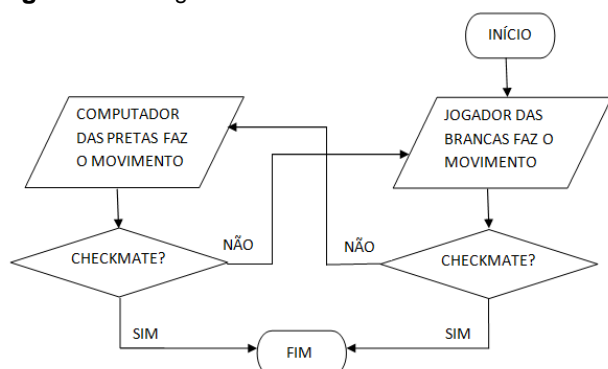 INÍCIO
COMPUTADOR
DAS PRETAS FAZ
O MOVIMENTO
JOGADOR DAS
BRANCAS FAZ O
MOVIMENTO
CHECKMATE?
NÃO
NÃO
CHECKMATE?
SIM
SIM
FIM